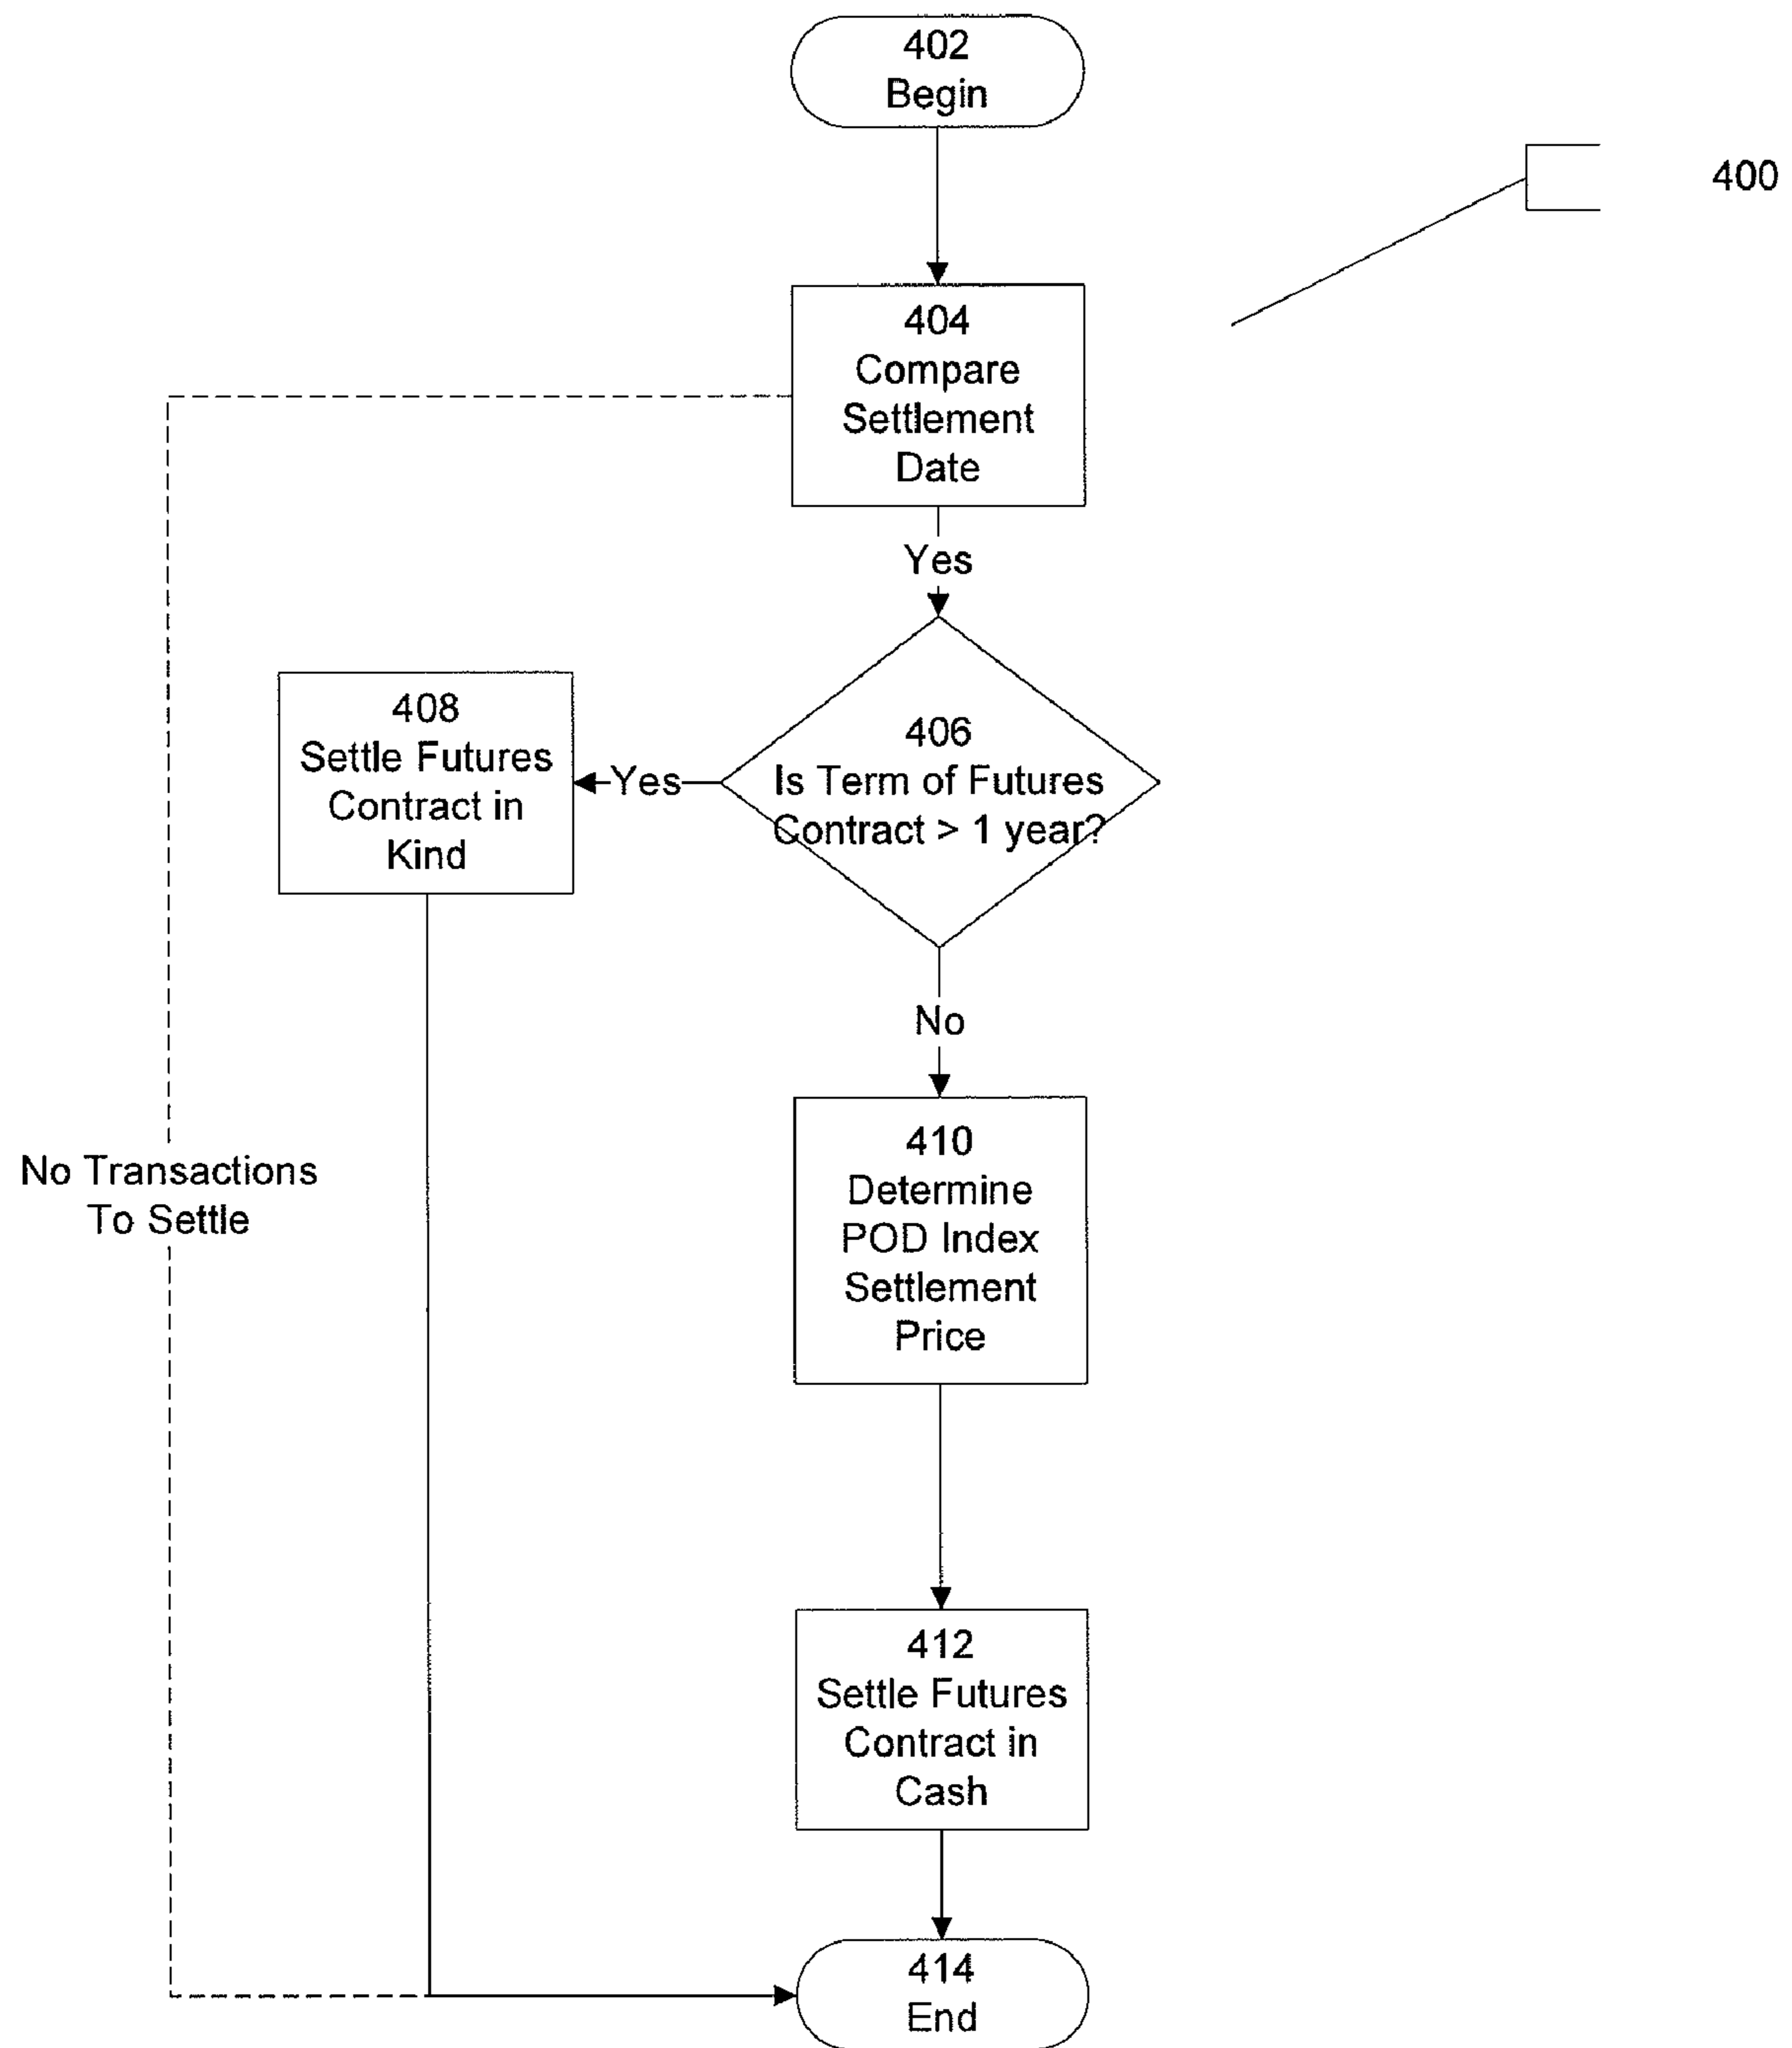 402
Begin
400
404
Compare
Settlement
Date
Yes
406
Is Term of Futures
Contract > 1 year?
Yes
408
Settle Futures
Contract in
Kind
No
410
Determine
POD Index
Settlement
Price
No Transactions
To Settle
412
Settle Futures
Contract in
Cash
414
End